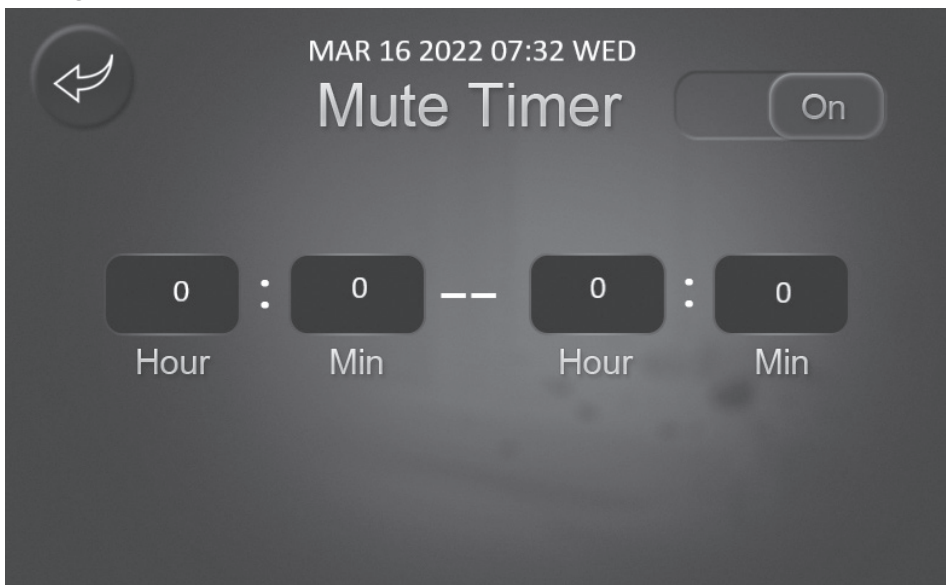 MAR 16 2022 07:32 WED
Mute Timer
On
0 : 0 -- 0 : 0
Hour Min Hour Min